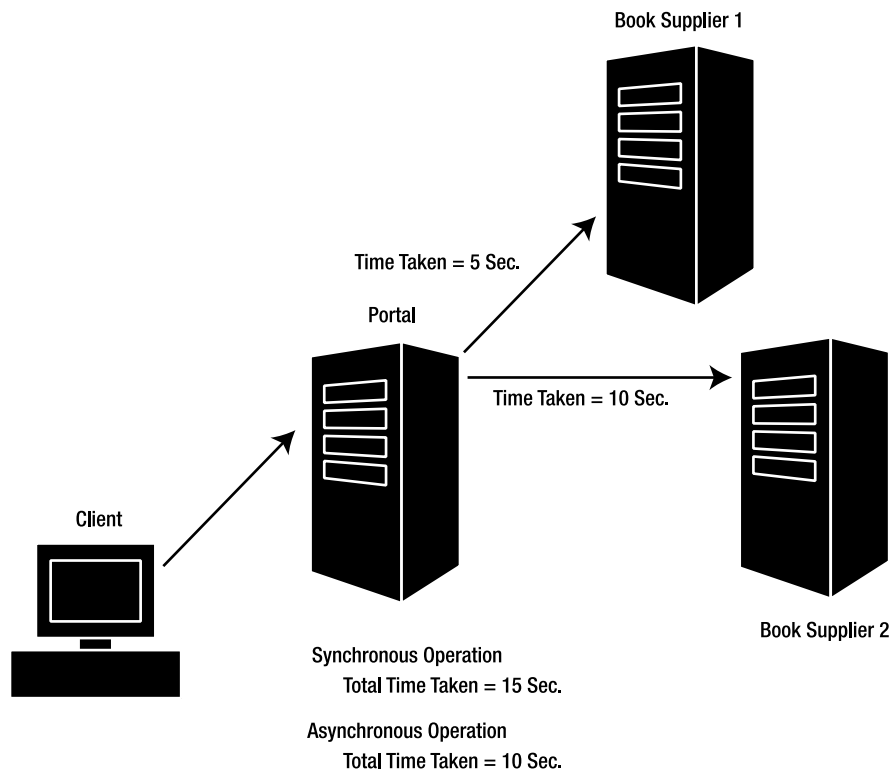 Book Supplier 1
Time Taken = 5 Sec.
Portal
Time Taken = 10 Sec.
Client
Book Supplier 2
Synchronous Operation
Total Time Taken = 15 Sec.
Asynchronous Operation
Total Time Taken = 10 Sec.